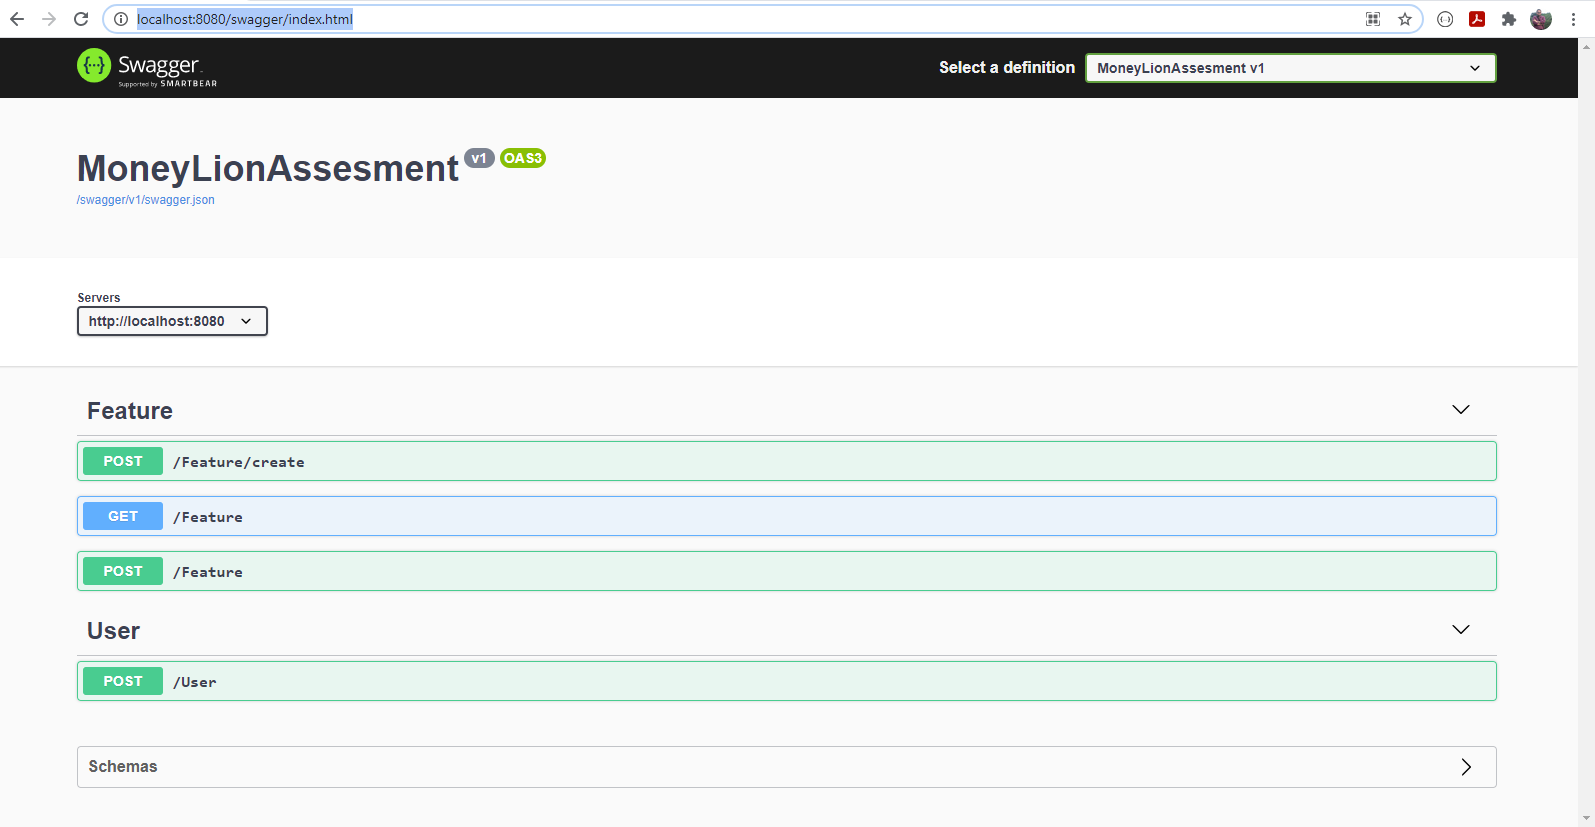 localhost:8080/swagger/index.html
Swagger
Supported by SMARTBEAR
Select a definition
MoneyLionAssesment v1
MoneyLionAssesment v1 OAS3
/swagger/v1/swagger.json
Servers
http://localhost:8080
Feature
POST /Feature/create
GET /Feature
POST /Feature
User
POST /User
Schemas